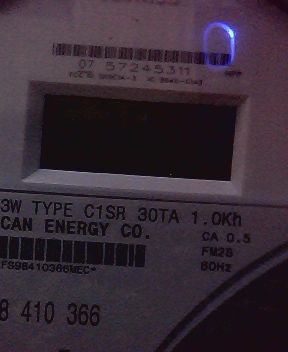 07 57245311
3W TYPE C1SR 30TA 1.0Kh
CAN ENERGY CO.
CA 0.5
FM2S
60Hz
*FS98410366MEC*
8 410 366